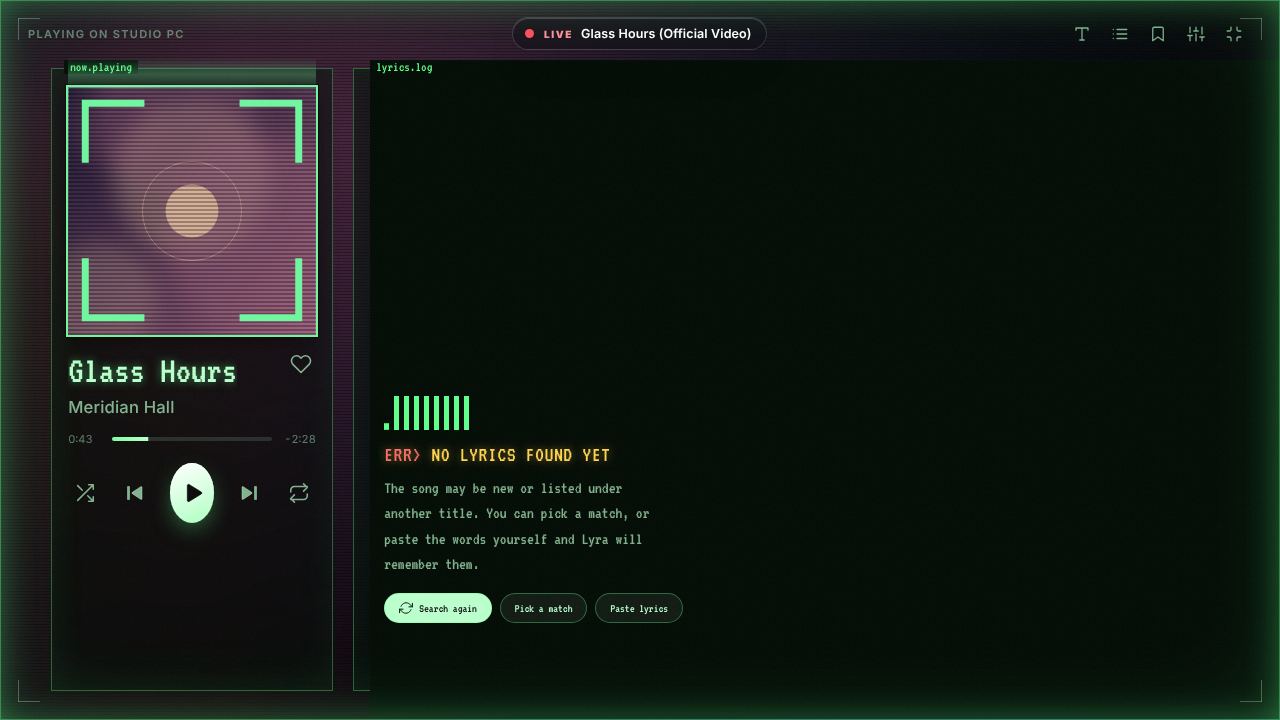 PLAYING ON STUDIO PC
LIVE Glass Hours (Official Video)
now.playing
Glass Hours
Meridian Hall
0:43 -2:28
lyrics.log
ERR> NO LYRICS FOUND YET
The song may be new or listed under
another title. You can pick a match, or
paste the words yourself and Lyra will
remember them.
Search again Pick a match Paste lyrics